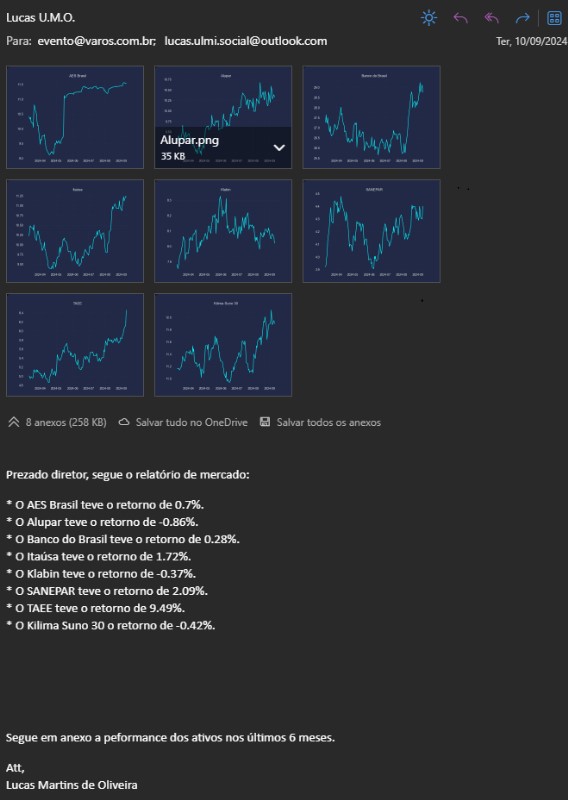 Lucas U.M.O.
Para: evento@varos.com.br; lucas.ulmi.social@outlook.com
Ter, 10/09/2024
AES Brasil
Alupar
Banco do Brasil
Alupar.png
35 KB
Klabin
SANEPAR
Kilima Suno 30
8 anexos (258 KB)
Salvar tudo no OneDrive
Salvar todos os anexos
Prezado diretor, segue o relatório de mercado:
* O AES Brasil teve o retorno de 0.7%.
* O Alupar teve o retorno de -0.86%.
* O Banco do Brasil teve o retorno de 0.28%.
* O Itaúsa teve o retorno de 1.72%.
* O Klabin teve o retorno de -0.37%.
* O SANEPAR teve o retorno de 2.09%.
* O TAEE teve o retorno de 9.49%.
* O Kilima Suno 30 o retorno de -0.42%.
Segue em anexo a peformance dos ativos nos últimos 6 meses.
Att,
Lucas Martins de Oliveira